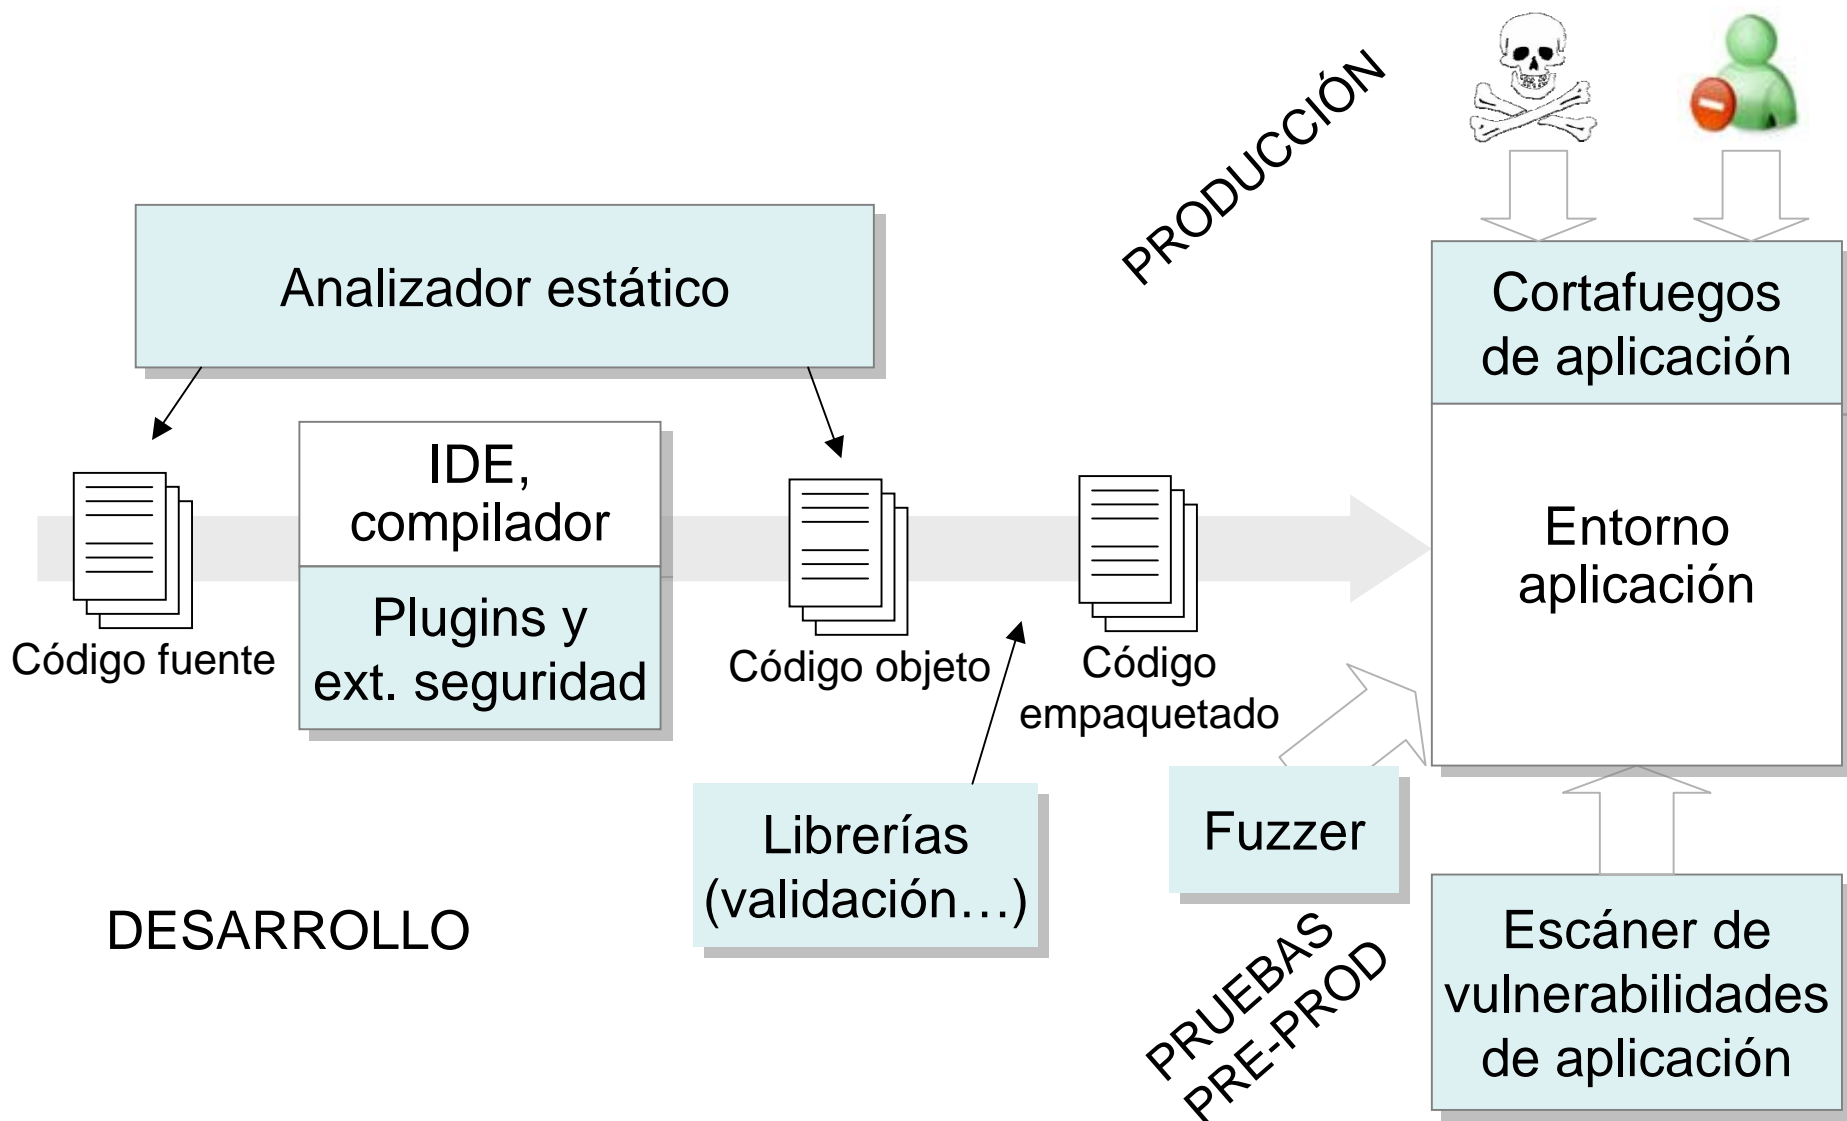 PRODUCCIÓN
Analizador estático
Cortafuegos
de aplicación
IDE,
compilador
Plugins y
ext. seguridad
Código fuente
Código objeto
Código
empaquetado
Entorno
aplicación
Librerías
(validación…)
Fuzzer
DESARROLLO
PRUEBAS
PRE-PROD
Escáner de
vulnerabilidades
de aplicación